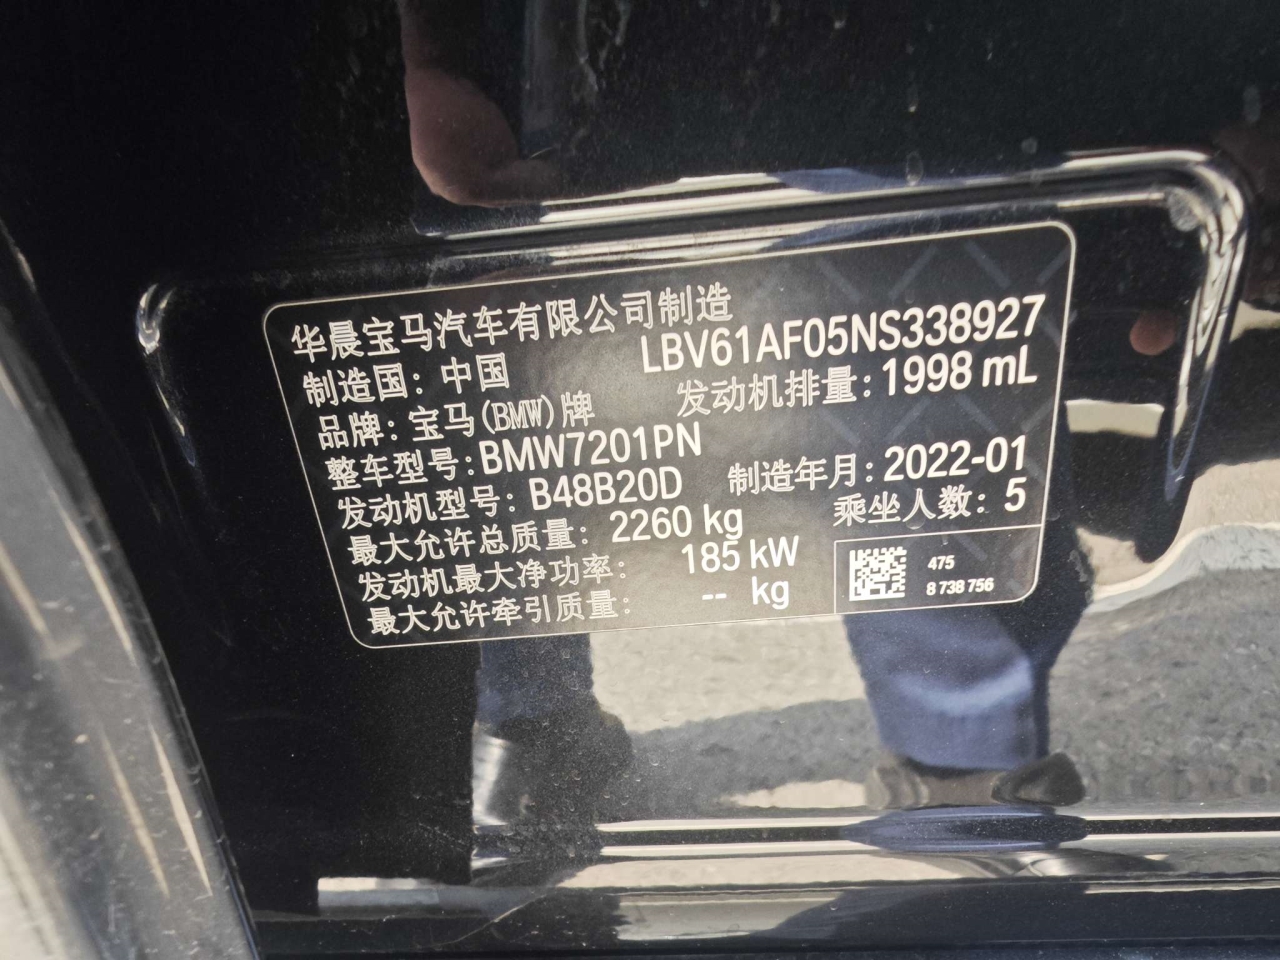 华晨宝马汽车有限公司制造
制造国：中国 LBV61AF05NS338927
品牌：宝马(BMW)牌 发动机排量：1998 mL
整车型号：BMW7201PN
发动机型号：B48B20D 制造年月：2022-01
最大允许总质量：2260 kg 乘坐人数：5
发动机最大净功率：185 kW
最大允许牵引质量：-- kg
475
8 738 756